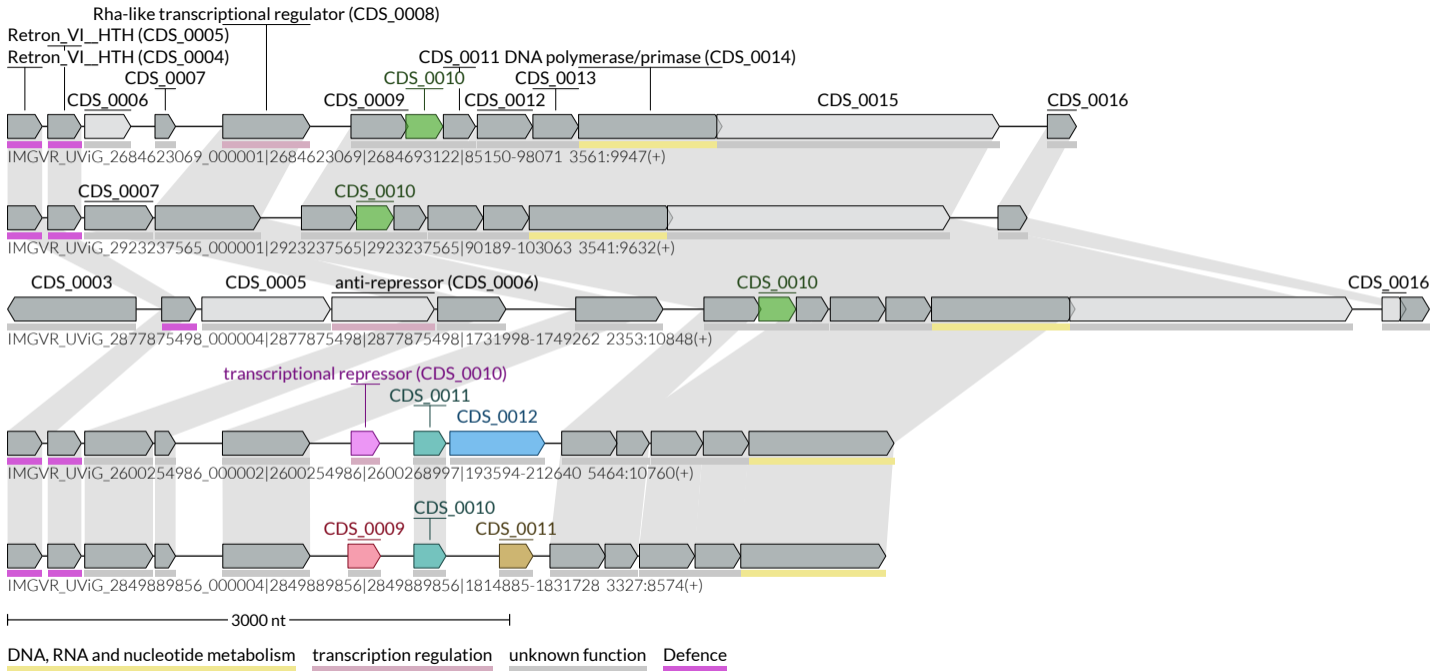 Rha-like transcriptional regulator (CDS_0008)
Retron_VI__HTH (CDS_0005)
Retron_VI__HTH (CDS_0004)
CDS_0011 DNA polymerase/primase (CDS_0014)
CDS_0007
CDS_0010
CDS_0013
CDS_0006
CDS_0009
CDS_0012
CDS_0015
CDS_0016
IMGVR_UViG_2684623069_000001|2684623069|2684693122|85150-98071 3561:9947(+)
CDS_0007
CDS_0010
IMGVR_UViG_2923237565_000001|2923237565|2923237565|90189-103063 3541:9632(+)
CDS_0003
CDS_0005
anti-repressor (CDS_0006)
CDS_0010
CDS_0016
IMGVR_UViG_2877875498_000004|2877875498|2877875498|1731998-1749262 2353:10848(+)
transcriptional repressor (CDS_0010)
CDS_0011
CDS_0012
IMGVR_UViG_2600254986_000002|2600254986|2600268997|193594-212640 5464:10760(+)
CDS_0010
CDS_0009
CDS_0011
IMGVR_UViG_2849889856_000004|2849889856|2849889856|1814885-1831728 3327:8574(+)
3000 nt
DNA, RNA and nucleotide metabolism
transcription regulation
unknown function
Defence